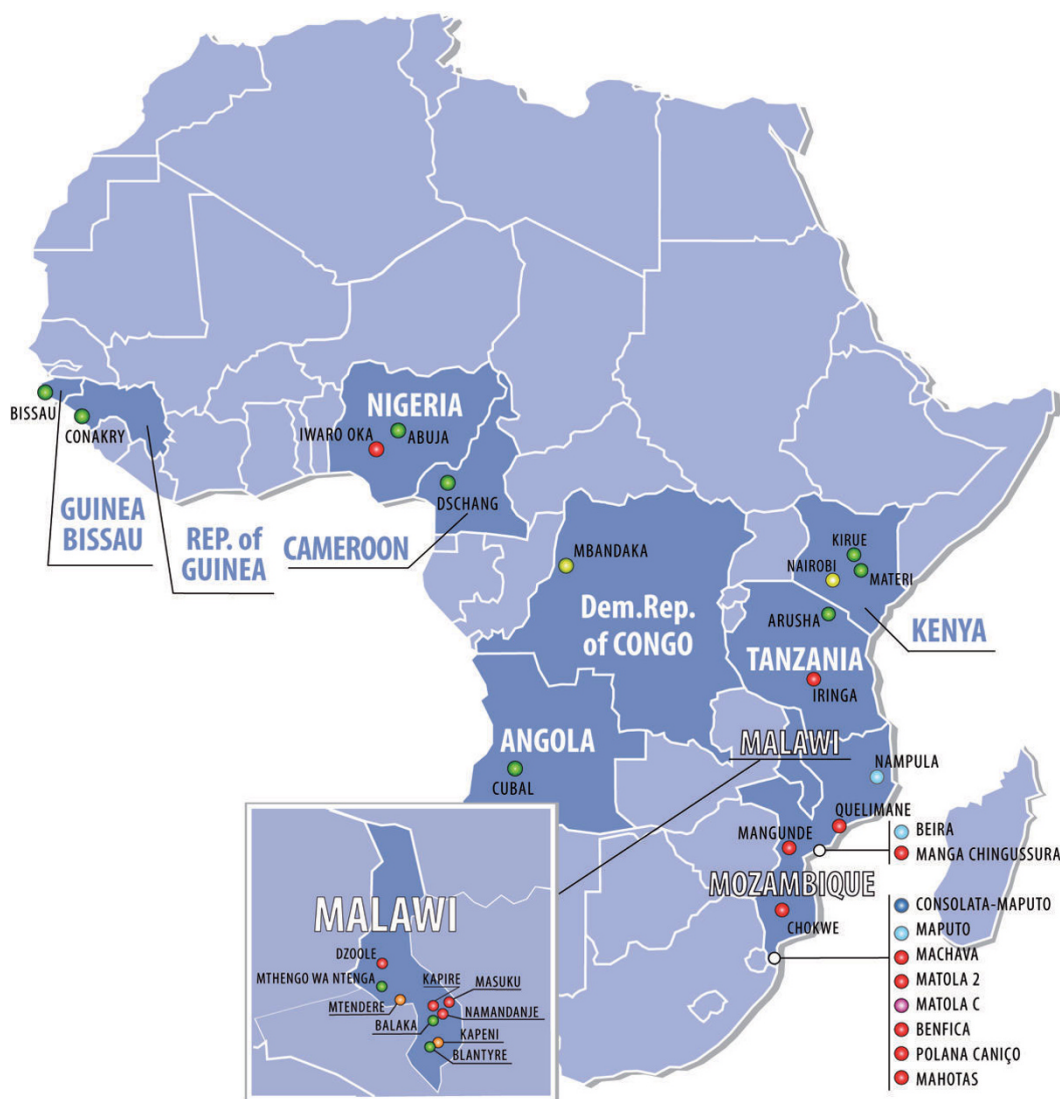 NIGERIA
BISSAU
CONAKRY
IWARO OKA
ABUJA
DSCHANG
GUINEA
BISSAU
REP. of
GUINEA
CAMEROON
MBANDAKA
KIRUE
NAIROBI
MATERI
Dem.Rep.
of CONGO
ARUSHA
KENYA
TANZANIA
IRINGA
ANGOLA
CUBAL
MALAWI
NAMPULA
QUELIMANE
MANGUNDE
BEIRA
MANGA CHINGUSSURA
MOZAMBIQUE
CHOKWE
CONSOLATA-MAPUTO
MAPUTO
MACHAVA
MATOLA 2
MATOLA C
BENFICA
POLANA CANIÇO
MAHOTAS
MALAWI
DZOOLE
MTHENGO WA NTENGA
KAPIRE
MASUKU
MTENDERE
NAMANDANJE
BALAKA
KAPENI
BLANTYRE